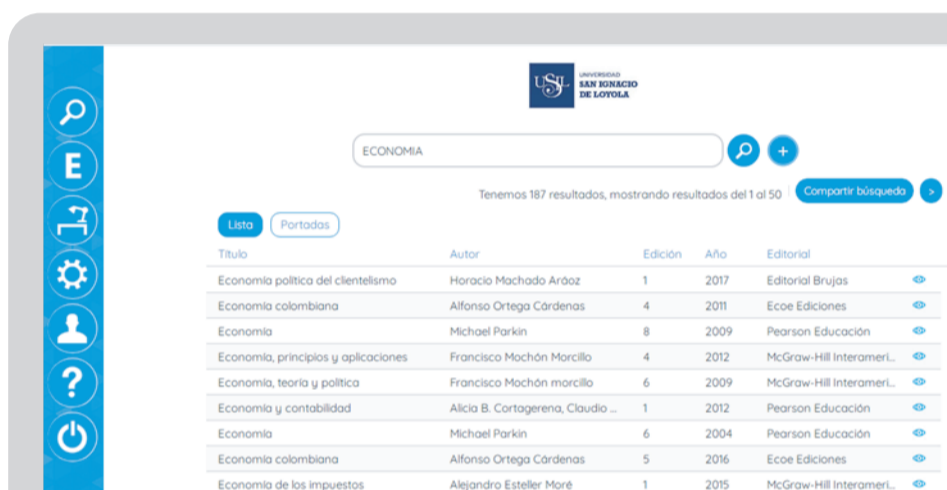 USIL UNIVERSIDAD
SAN IGNACIO
DE LOYOLA
ECONOMIA
+
E
?
Tenemos 187 resultados, mostrando resultados del 1 al 50 Compartir búsqueda >
Lista Portadas
Título Autor Edición Año Editorial
Economía política del clientelismo Horacio Machado Aráoz 1 2017 Editorial Brujas
Economía colombiana Alfonso Ortega Cárdenas 4 2011 Ecoe Ediciones
Economía Michael Parkin 8 2009 Pearson Educación
Economía, principios y aplicaciones Francisco Mochón Morcillo 4 2012 McGraw-Hill Interameri...
Economía, teoría y política Francisco Mochón morcillo 6 2009 McGraw-Hill Interameri...
Economía y contabilidad Alicia B. Cortagerena, Claudio ... 1 2012 Pearson Educación
Economía Michael Parkin 6 2004 Pearson Educación
Economía colombiana Alfonso Ortega Cárdenas 5 2016 Ecoe Ediciones
Economía de los impuestos Alejandro Esteller Moré 1 2015 McGraw-Hill Interameri...